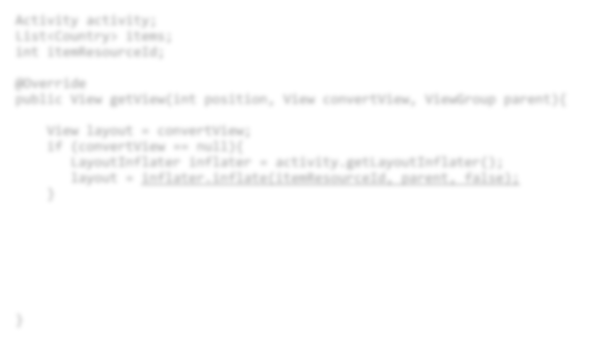 Activity activity;
List<Country> items;
int itemResourceId;
@Override
public View getView(int position, View convertView, ViewGroup parent){
View layout = convertView;
if (convertView == null){
LayoutInflater inflater = activity.getLayoutInflater();
layout = inflater.inflate(itemResourceId, parent, false);
}
}